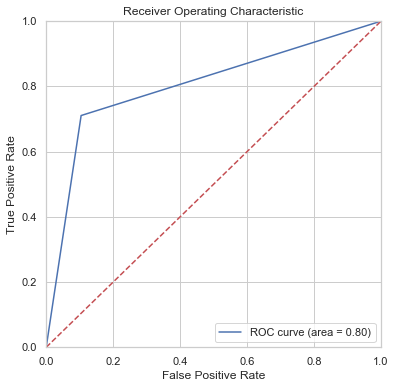 Receiver Operating Characteristic
1.0
0.8
0.6
0.4
0.2
0.0
True Positive Rate
ROC curve (area = 0.80)
0.0 0.2 0.4 0.6 0.8 1.0
False Positive Rate